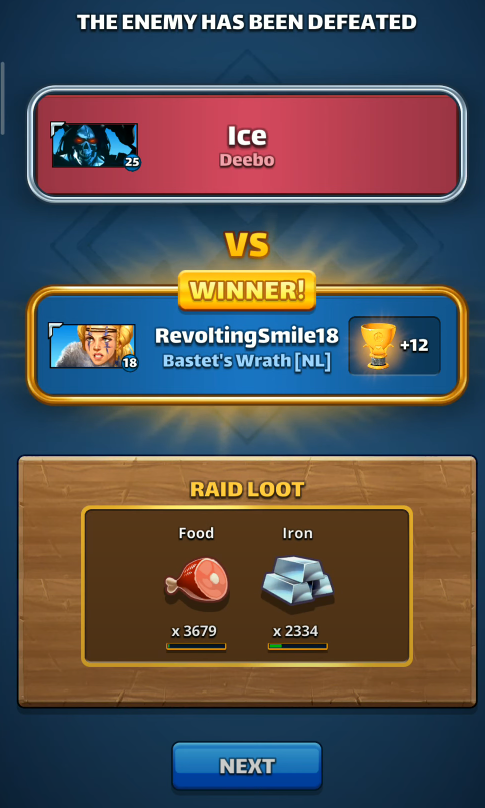 THE ENEMY HAS BEEN DEFEATED
Ice
Deebo
25
VS
WINNER!
RevoltingSmile18
Bastet's Wrath [NL]
18
+12
RAID LOOT
Food Iron
x 3679 x 2334
NEXT